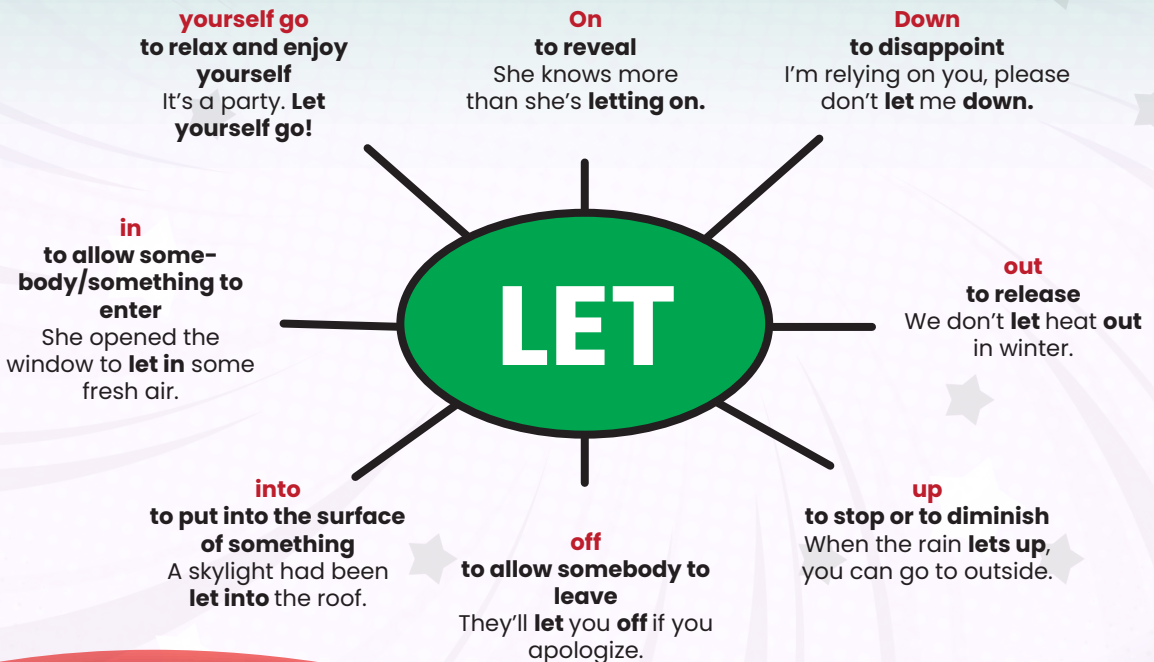 yourself go
to relax and enjoy
yourself
It's a party. Let
yourself go!
On
to reveal
She knows more
than she's letting on.
Down
to disappoint
I'm relying on you, please
don't let me down.
in
to allow some-
body/something to
enter
She opened the
window to let in some
fresh air.
LET
out
to release
We don't let heat out
in winter.
into
to put into the surface
of something
A skylight had been
let into the roof.
off
to allow somebody to
leave
They'll let you off if you
apologize.
up
to stop or to diminish
When the rain lets up,
you can go to outside.